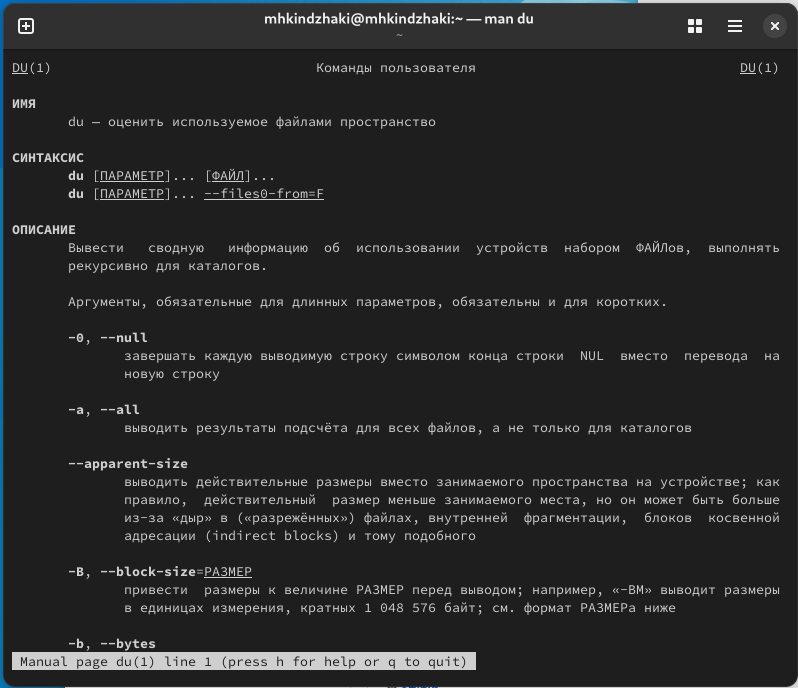 mhkindzhaki@mhkindzhaki:~ — man du
~
DU(1) Команды пользователя DU(1)
ИМЯ
du — оценить используемое файлами пространство
СИНТАКСИС
du [ПАРАМЕТР]... [ФАЙЛ]...
du [ПАРАМЕТР]... --files0-from=F
ОПИСАНИЕ
Вывести сводную информацию об использовании устройств набором ФАЙЛов, выполнять
рекурсивно для каталогов.
Аргументы, обязательные для длинных параметров, обязательны и для коротких.
-0, --null
завершать каждую выводимую строку символом конца строки NUL вместо перевода на
новую строку
-a, --all
выводить результаты подсчёта для всех файлов, а не только для каталогов
--apparent-size
выводить действительные размеры вместо занимаемого пространства на устройстве; как
правило, действительный размер меньше занимаемого места, но он может быть больше
из-за «дыр» в («разрежённых») файлах, внутренней фрагментации, блоков косвенной
адресации (indirect blocks) и тому подобного
-B, --block-size=РАЗМЕР
привести размеры к величине РАЗМЕР перед выводом; например, «-BM» выводит размеры
в единицах измерения, кратных 1 048 576 байт; см. формат РАЗМЕРа ниже
-b, --bytes
Manual page du(1) line 1 (press h for help or q to quit)